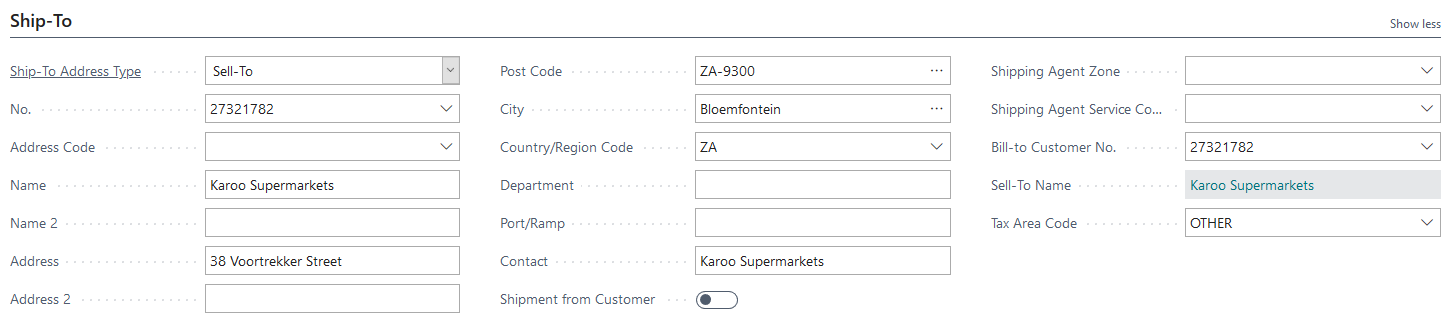 Ship-To
Show less
Ship-To Address Type Sell-To
No. 27321782
Address Code
Name Karoo Supermarkets
Name 2
Address 38 Voortrekker Street
Address 2
Post Code ZA-9300 ...
City Bloemfontein ...
Country/Region Code ZA
Department
Port/Ramp
Contact Karoo Supermarkets
Shipment from Customer
Shipping Agent Zone
Shipping Agent Service Co...
Bill-to Customer No. 27321782
Sell-To Name Karoo Supermarkets
Tax Area Code OTHER